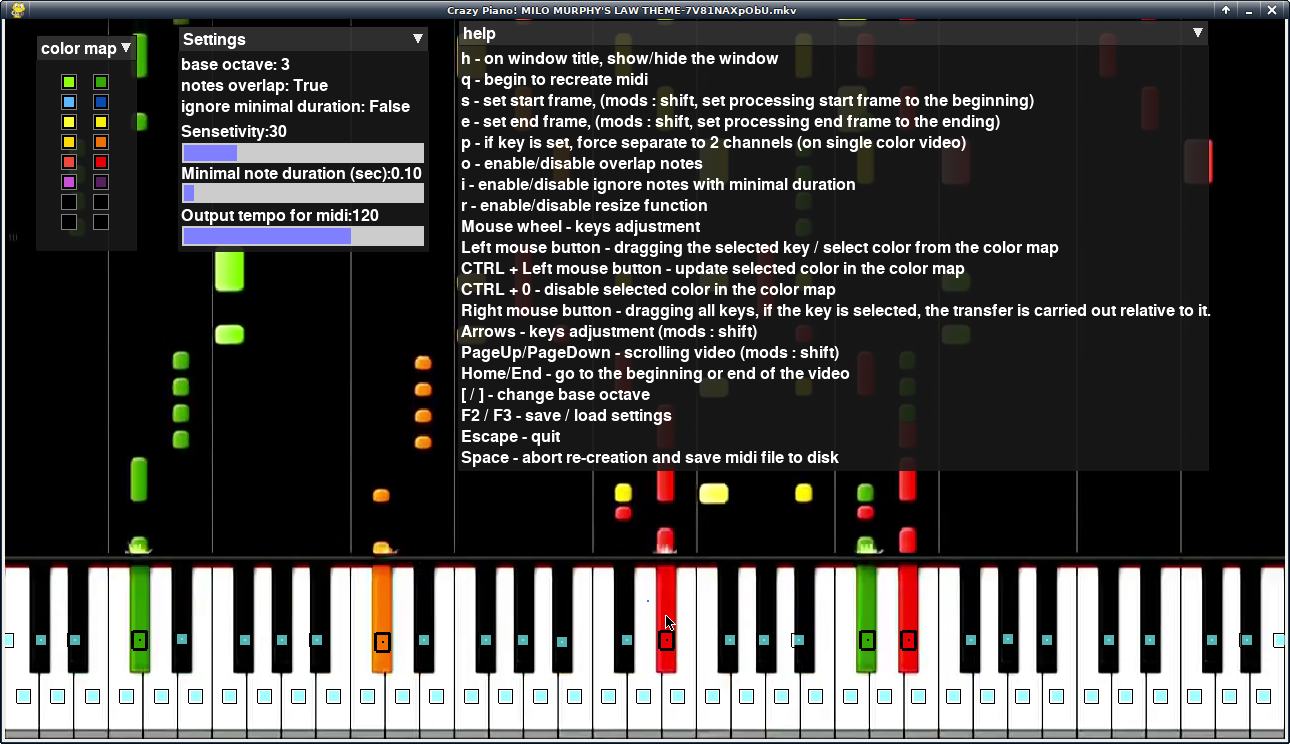 Crazy Piano! MILO MURPHY'S LAW THEME-7V81NAXpObU.mkv
color map
Settings
base octave: 3
notes overlap: True
ignore minimal duration: False
Sensetivity:30
Minimal note duration (sec):0.10
Output tempo for midi:120
help
h - on window title, show/hide the window
q - begin to recreate midi
s - set start frame, (mods : shift, set processing start frame to the beginning)
e - set end frame, (mods : shift, set processing end frame to the ending)
p - if key is set, force separate to 2 channels (on single color video)
o - enable/disable overlap notes
i - enable/disable ignore notes with minimal duration
r - enable/disable resize function
Mouse wheel - keys adjustment
Left mouse button - dragging the selected key / select color from the color map
CTRL + Left mouse button - update selected color in the color map
CTRL + 0 - disable selected color in the color map
Right mouse button - dragging all keys, if the key is selected, the transfer is carried out relative to it.
Arrows - keys adjustment (mods : shift)
PageUp/PageDown - scrolling video (mods : shift)
Home/End - go to the beginning or end of the video
[ / ] - change base octave
F2 / F3 - save / load settings
Escape - quit
Space - abort re-creation and save midi file to disk